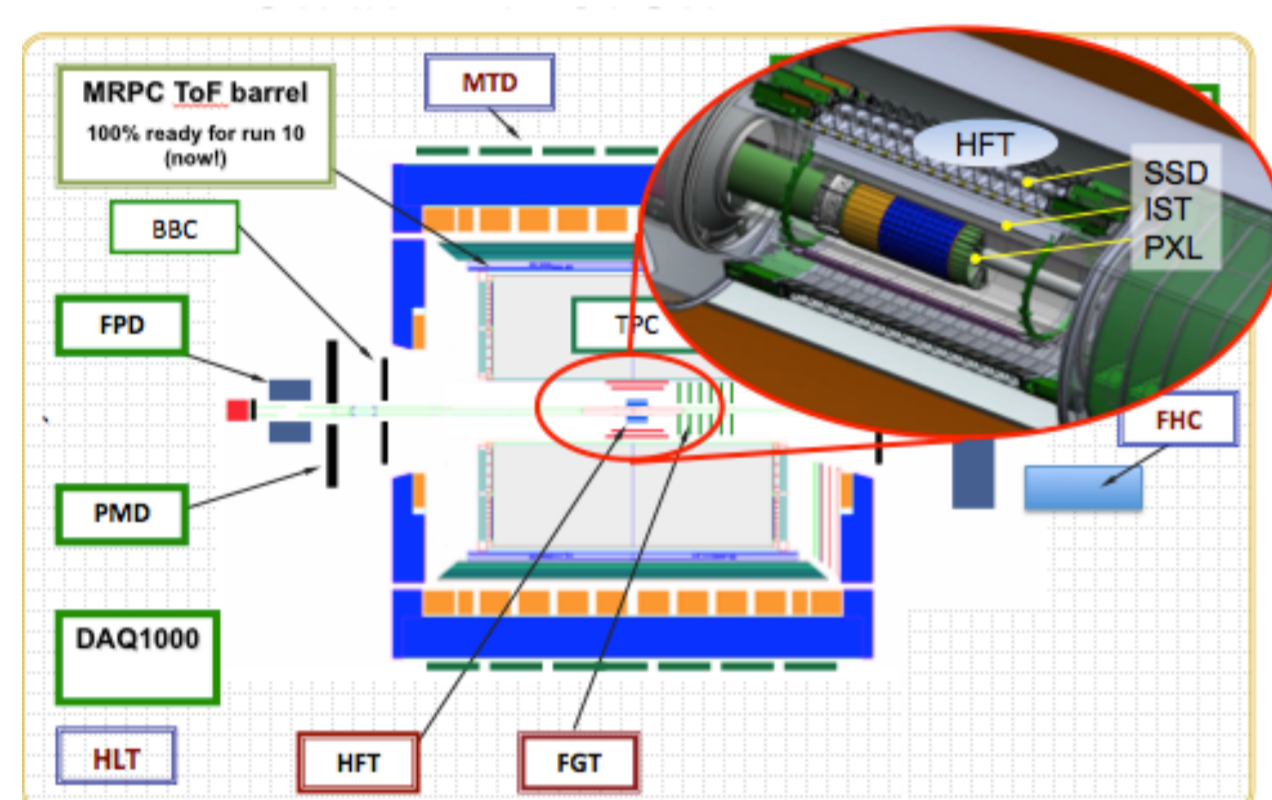 MRPC ToF barrel
100% ready for run 10
(now!)
MTD
HFT
SSD
IST
PXL
BBC
FPD
TPC
FHC
PMD
DAQ1000
HLT
HFT
FGT